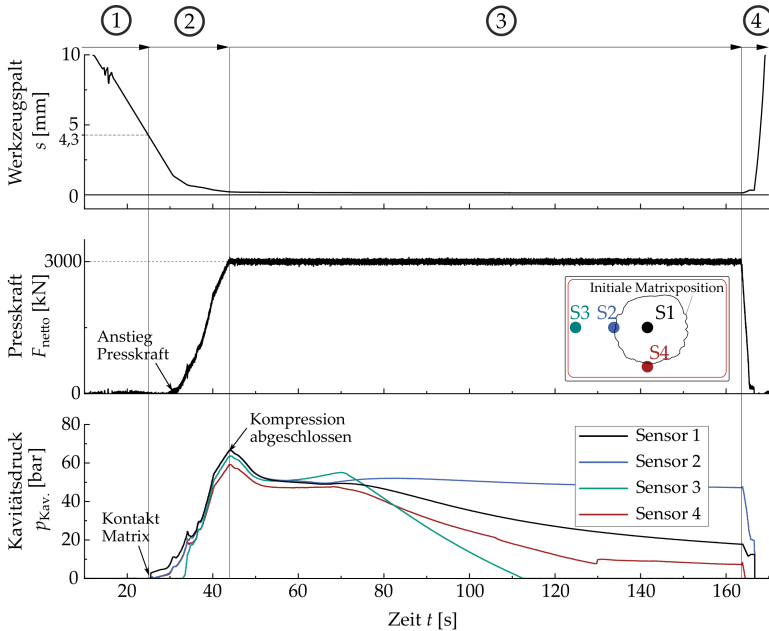 1 2 3 4
Werkzeugspalt
s [mm]
10
5
4,3
0
Presskraft
Fnetto [kN]
3000
0
Anstieg
Presskraft
Initiale Matrixposition
S3 S2 S1
S4
Kavitätsdruck
pKav. [bar]
80
60
40
20
0
Kompression
abgeschlossen
Kontakt
Matrix
Sensor 1
Sensor 2
Sensor 3
Sensor 4
20 40 60 80 100 120 140 160
Zeit t [s]